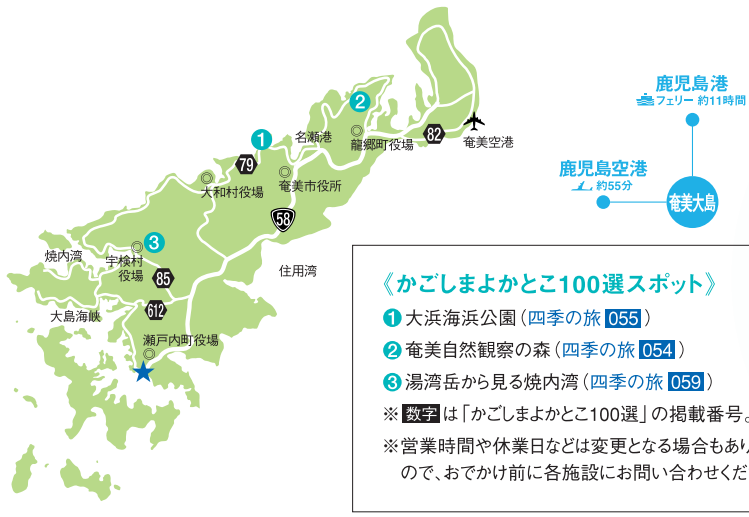 鹿児島港
フェリー 約11時間
鹿児島空港
約55分
奄美大島
2
1
名瀬港
龍郷町役場
82
奄美空港
79
大和村役場
奄美市役所
58
3
焼内湾
宇検村
役場
85
住用湾
大島海峡
612
瀬戸内町役場
《かごしまよかとこ100選スポット》
1 大浜海浜公園(四季の旅 055)
2 奄美自然観察の森(四季の旅 054)
3 湯湾岳から見る焼内湾(四季の旅 059)
※ 数字 は「かごしまよかとこ100選」の掲載番号。
※営業時間や休業日などは変更となる場合もあり
ので、おでかけ前に各施設にお問い合わせくだ